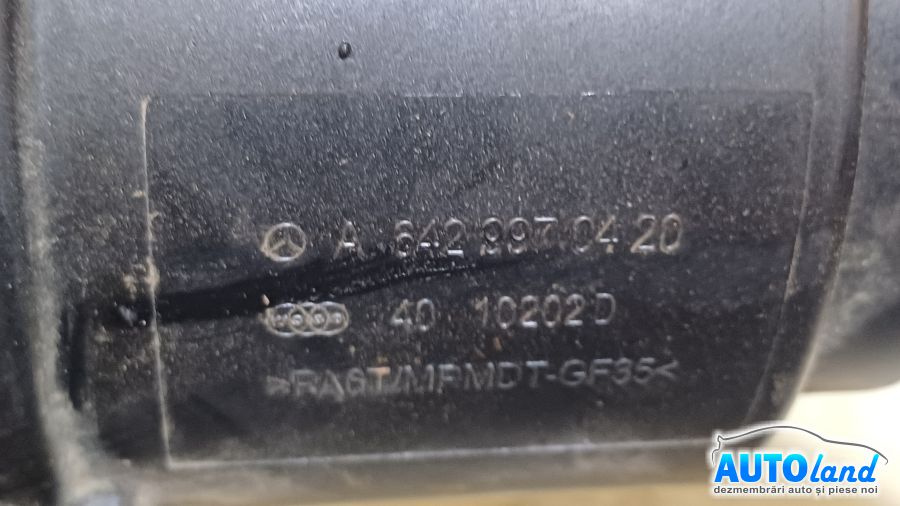 A 642 997 04 20
40 10202D
>PA6T/MPMDT-GF35<
AUTOland
dezmembrări auto și piese noi